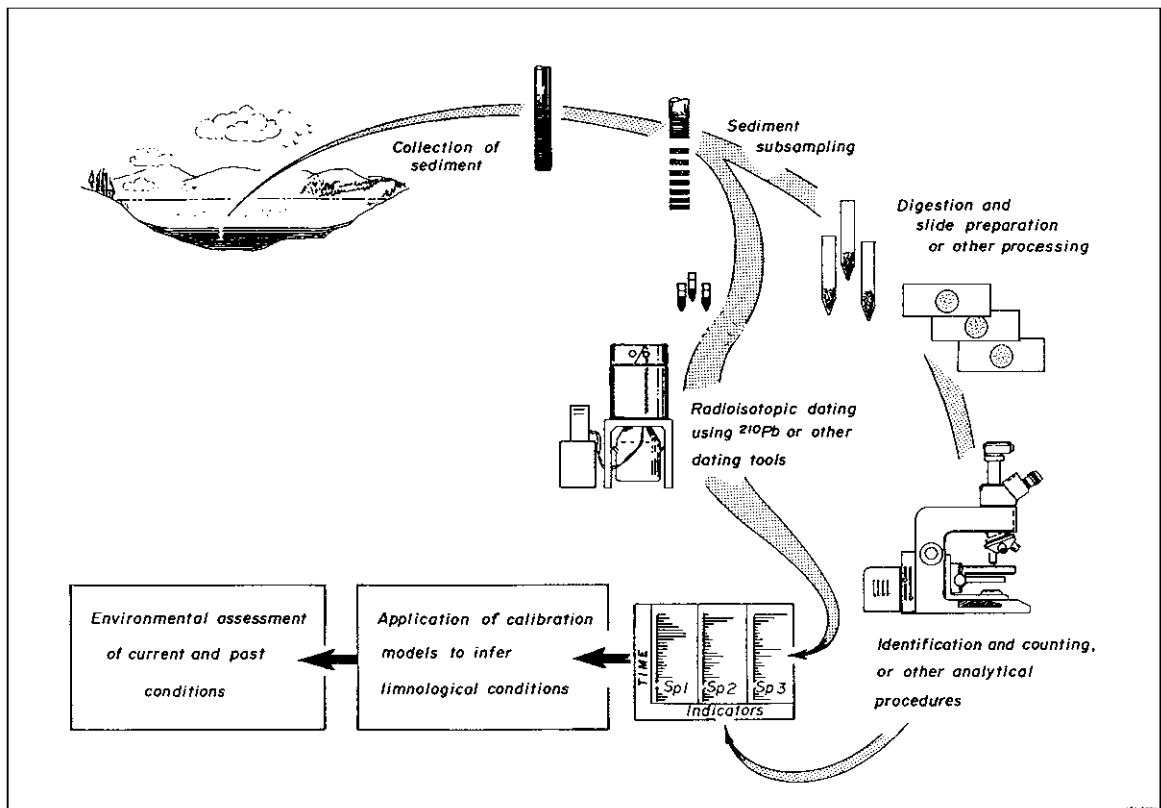 Collection of
sediment
Sediment
subsampling
Digestion and
slide preparation
or other processing
Radioisotopic dating
using ²¹⁰Pb or other
dating tools
Identification and counting,
or other analytical
procedures
TIME
Sp1 Sp2 Sp3
Indicators
Application of calibration
models to infer
limnological conditions
Environmental assessment
of current and past
conditions